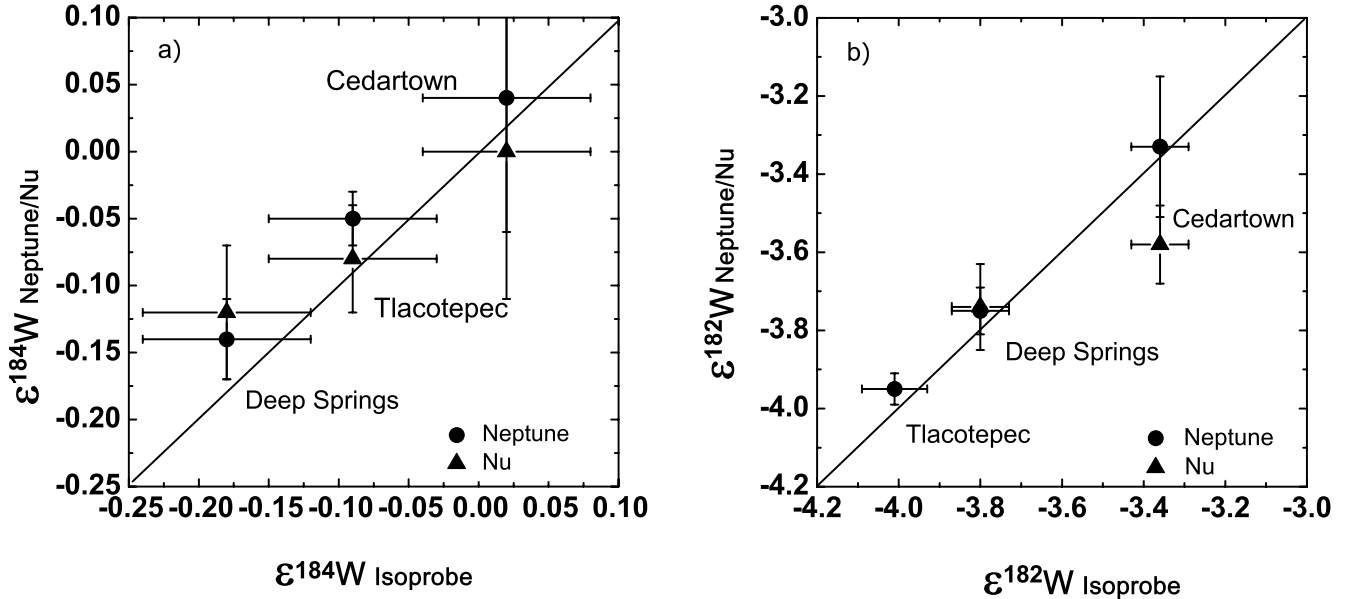 a)
0.10
0.05
0.00
-0.05
-0.10
-0.15
-0.20
-0.25
ε184W Neptune/Nu
Cedartown
Tlacotepec
Deep Springs
Neptune
Nu
-0.25 -0.20 -0.15 -0.10 -0.05 0.00 0.05 0.10
ε184W Isoprobe
b)
-3.0
-3.2
-3.4
-3.6
-3.8
-4.0
-4.2
ε182W Neptune/Nu
Cedartown
Deep Springs
Tlacotepec
Neptune
Nu
-4.2 -4.0 -3.8 -3.6 -3.4 -3.2 -3.0
ε182W Isoprobe